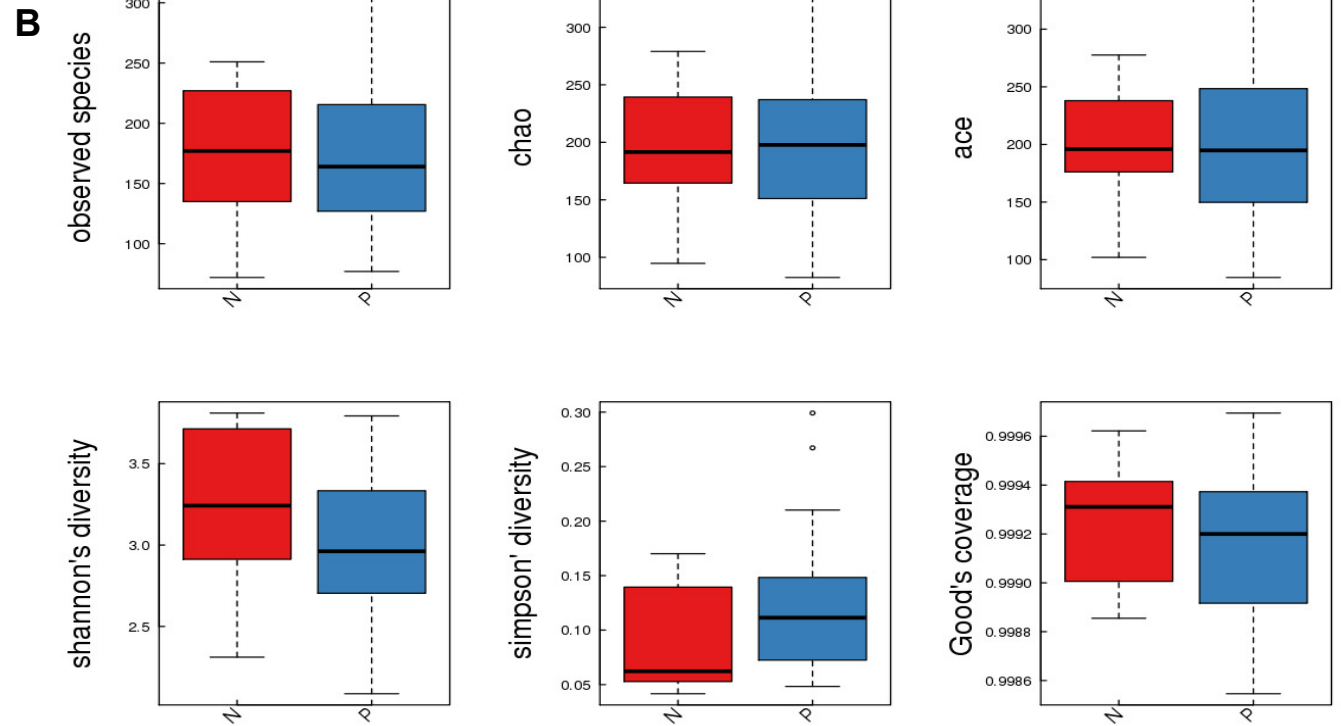 B
observed species
300
250
200
150
100
N
P
chao
300
250
200
150
100
N
P
ace
300
250
200
150
100
N
P
shannon's diversity
3.5
3.0
2.5
N
P
simpson' diversity
0.30
0.25
0.20
0.15
0.10
0.05
N
P
Good's coverage
0.9996
0.9994
0.9992
0.9990
0.9988
0.9986
N
P